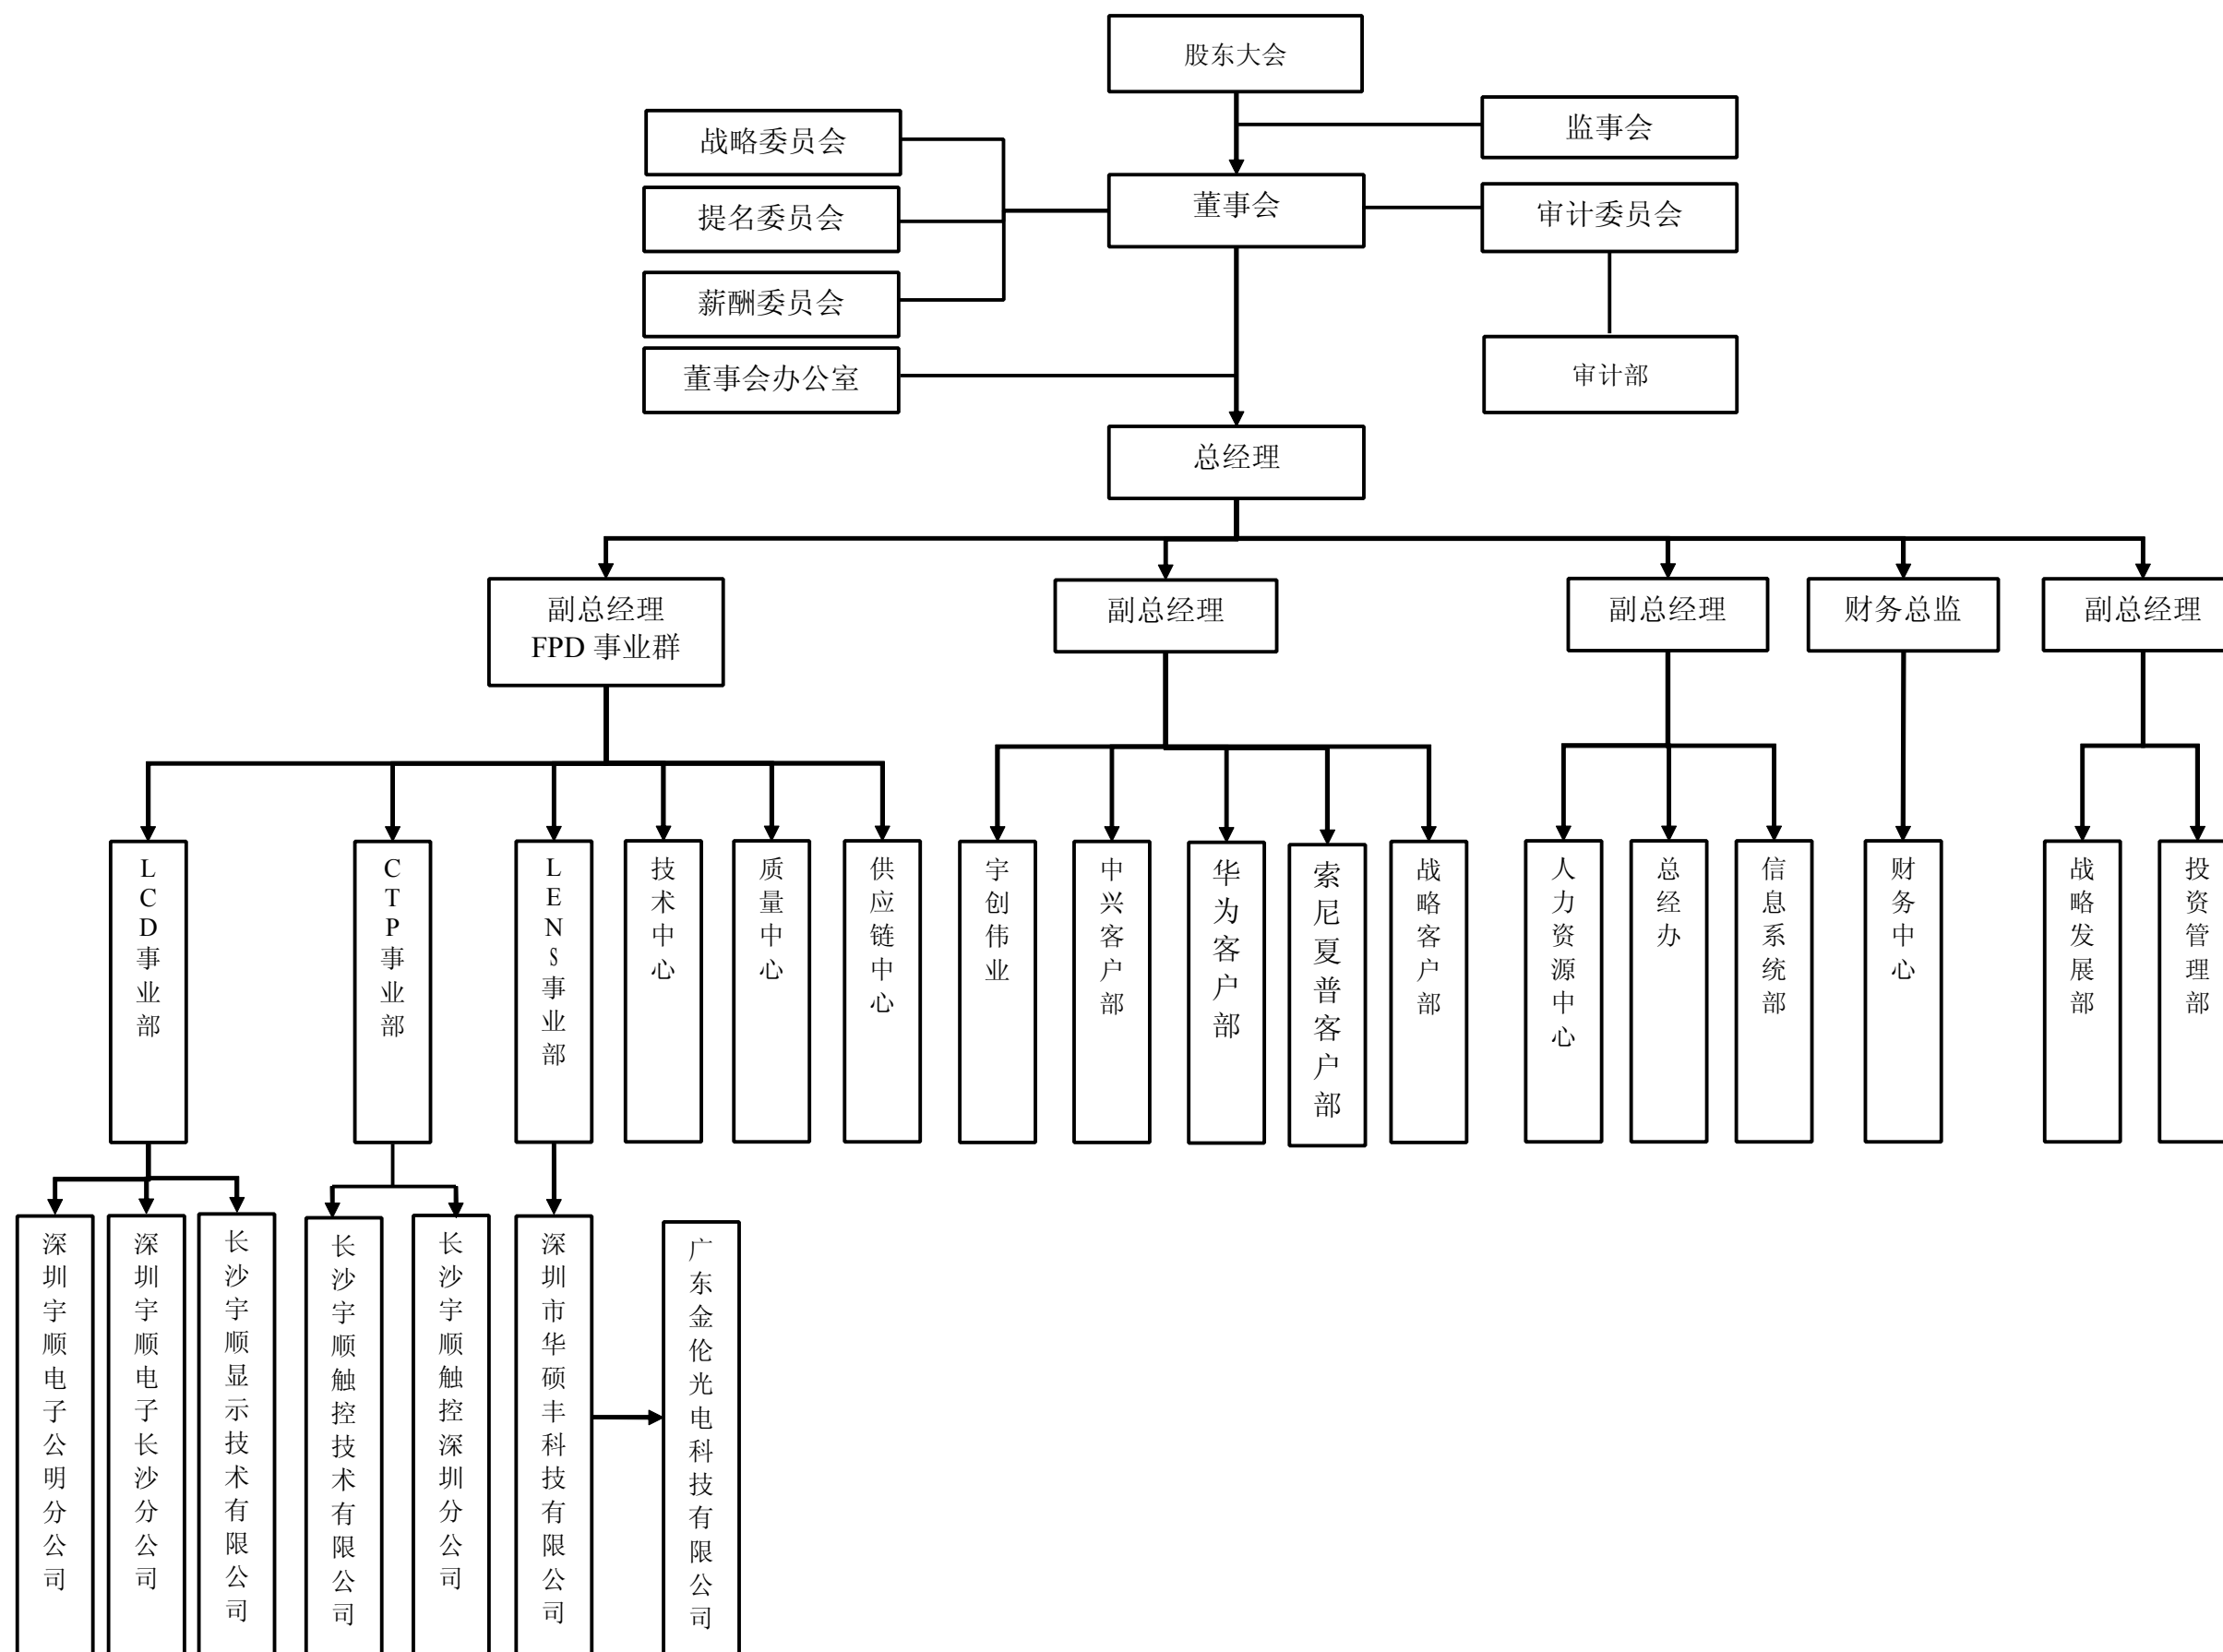 股东大会
监事会
战略委员会
董事会
审计委员会
提名委员会
薪酬委员会
董事会办公室
审计部
总经理
副总经理
FPD 事业群
副总经理
副总经理
财务总监
副总经理
LCD事业部
CTP事业部
LENS事业部
技术中心
质量中心
供应链中心
宇创伟业
中兴客户部
华为客户部
索尼夏普客户部
战略客户部
人力资源中心
总经办
信息系统部
财务中心
战略发展部
投资管理部
深圳宇顺电子公明分公司
深圳宇顺电子长沙分公司
长沙宇顺显示技术有限公司
长沙宇顺触控技术有限公司
长沙宇顺触控深圳分公司
深圳市华硕丰科技有限公司
广东金伦光电科技有限公司